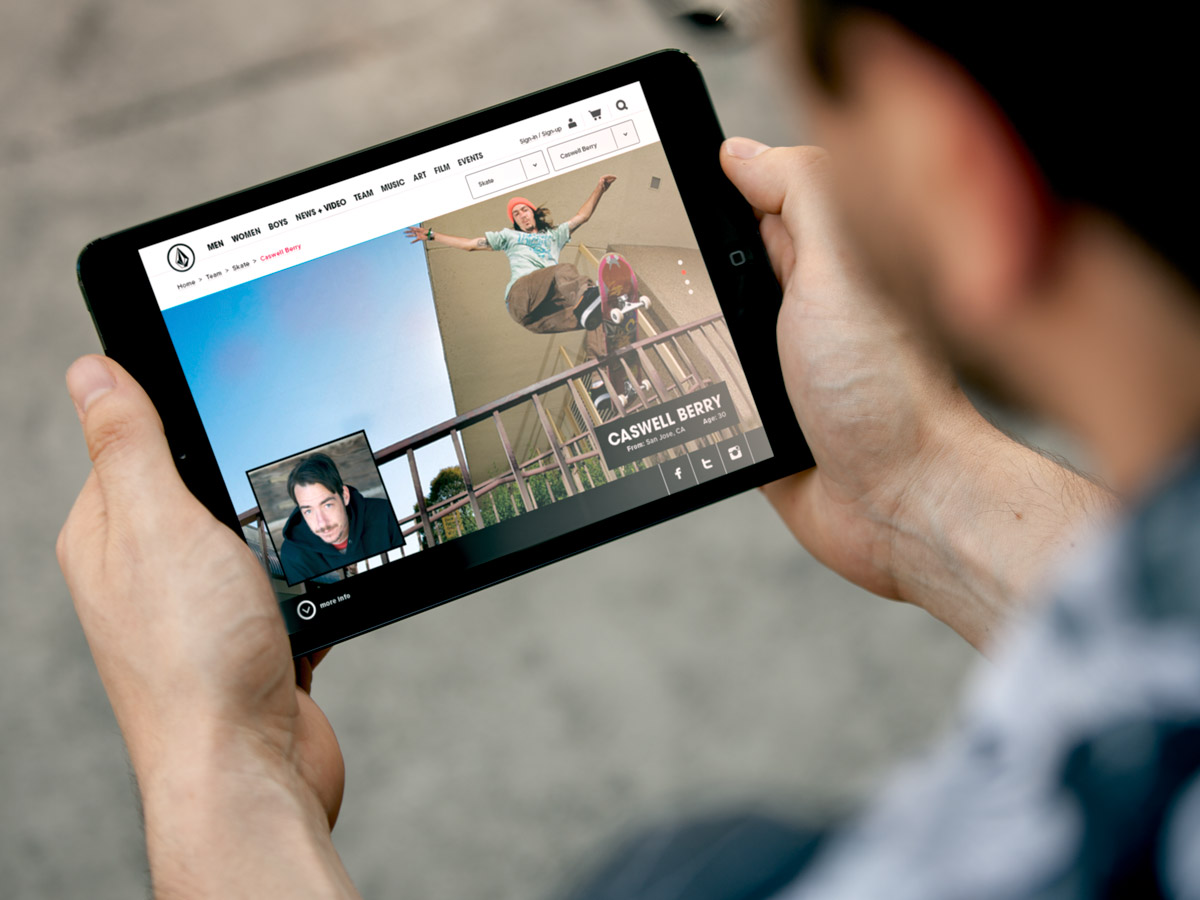 Sign-in / Sign-up
MEN WOMEN BOYS NEWS + VIDEO TEAM MUSIC ART FILM EVENTS
Skate
Caswell Berry
Home > Team > Skate > Caswell Berry
CASWELL BERRY
From: San Jose, CA Age: 30
more info